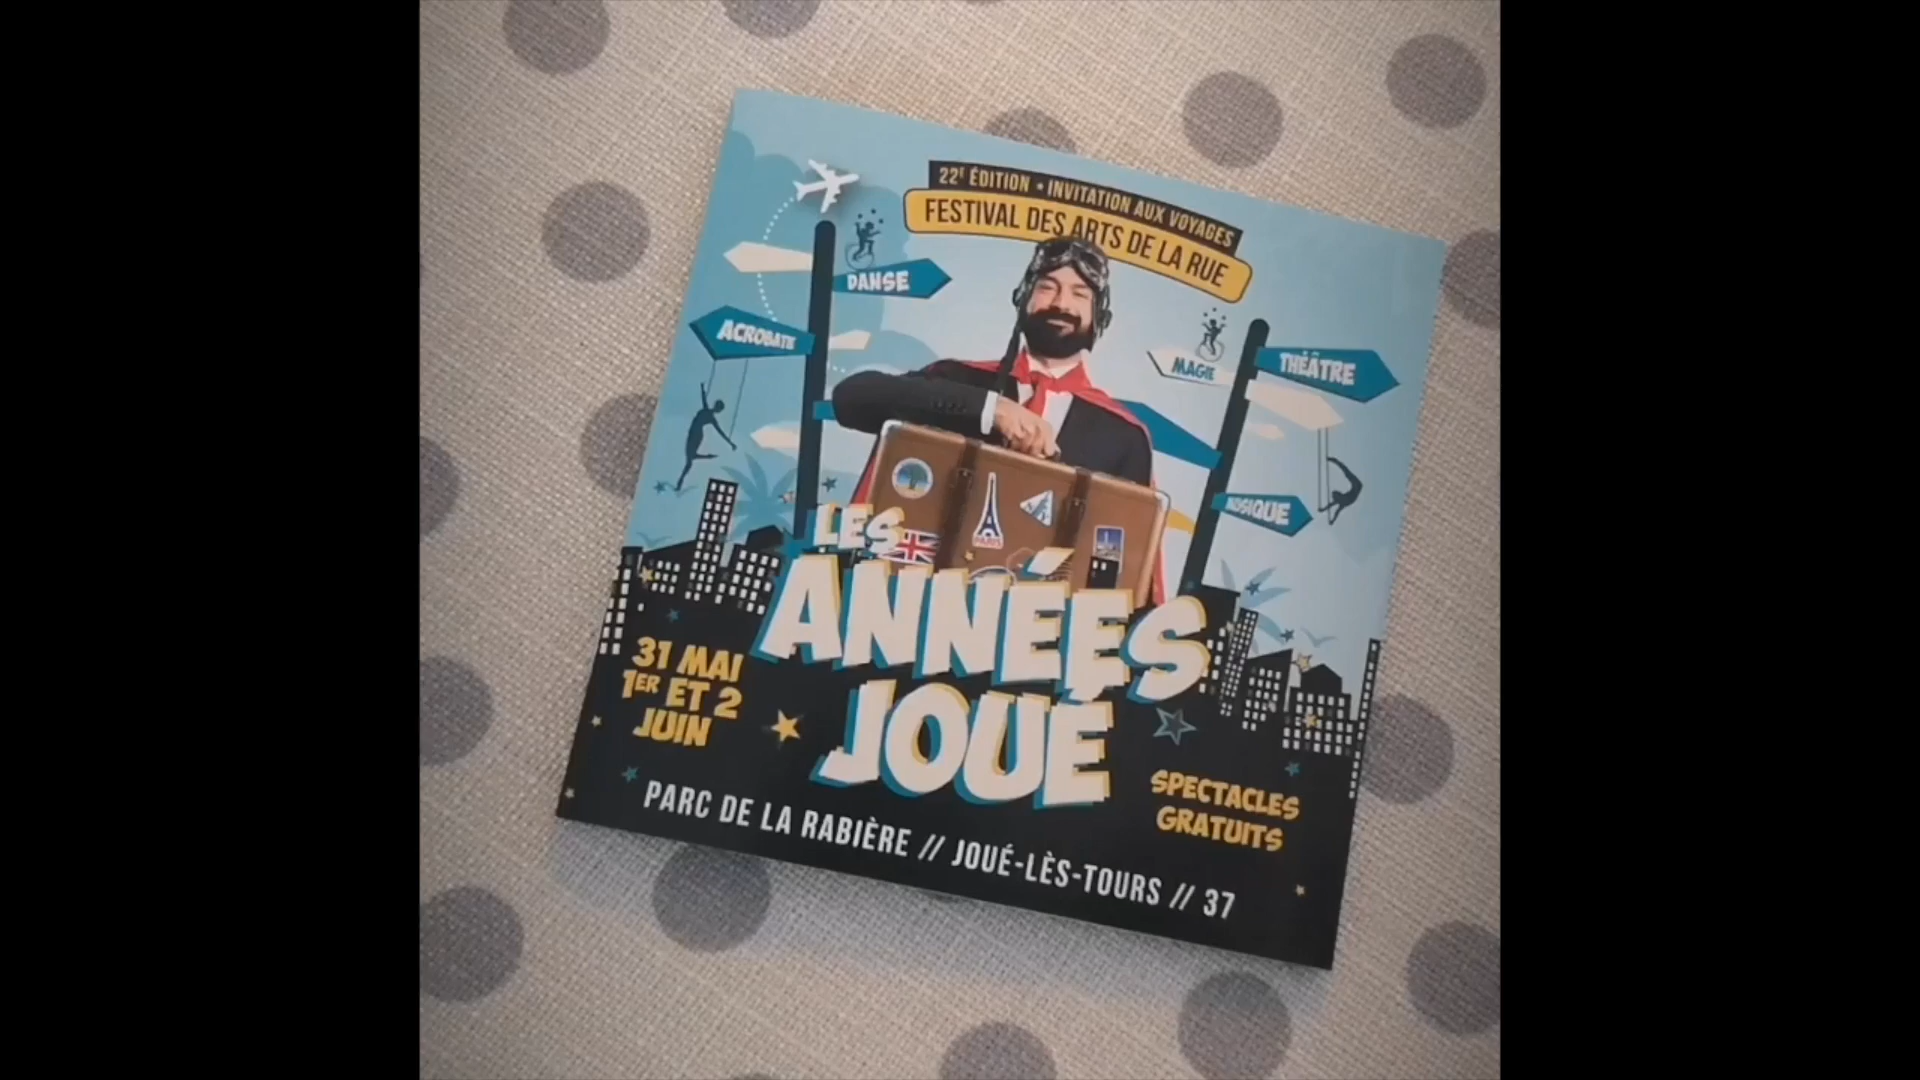 22E ÉDITION • INVITATION AUX VOYAGES
FESTIVAL DES ARTS DE LA RUE
DANSE
ACROBATIE
MAGIE
THÉÂTRE
MUSIQUE
PARIS
LES
ANNÉES
JOUÉ
31 MAI
1ER ET 2
JUIN
SPECTACLES
GRATUITS
PARC DE LA RABIÈRE // JOUÉ-LÈS-TOURS // 37